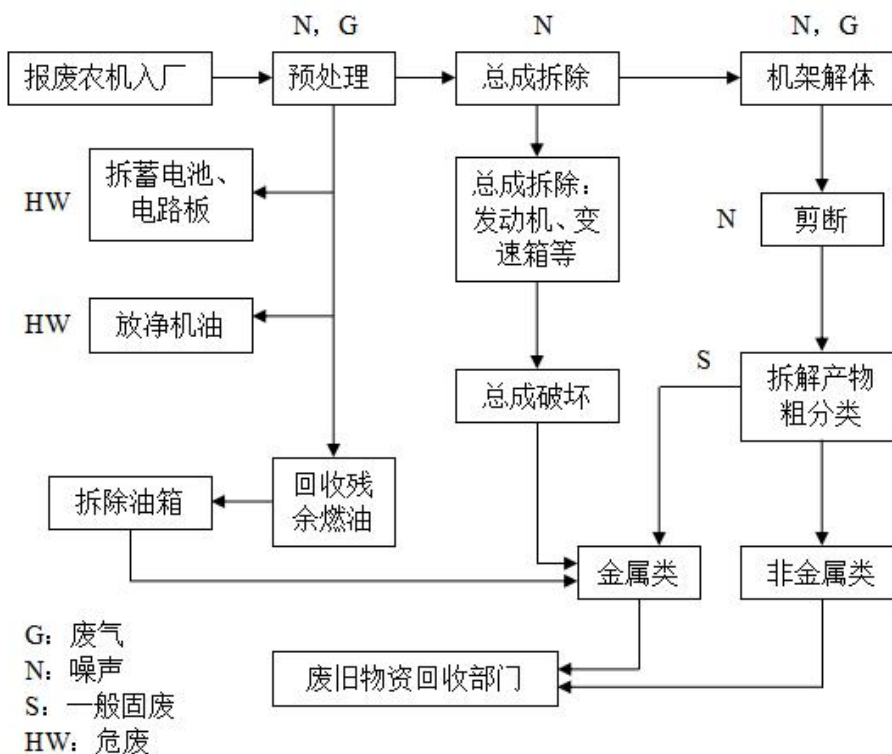 N，G
N
N，G
报废农机入厂
预处理
总成拆除
机架解体
HW
拆蓄电池、
电路板
总成拆除：
发动机、变
速箱等
N
剪断
HW
放净机油
S
总成破坏
拆解产物
粗分类
拆除油箱
回收残
余燃油
金属类
非金属类
G：废气
N：噪声
S：一般固废
HW：危废
废旧物资回收部门